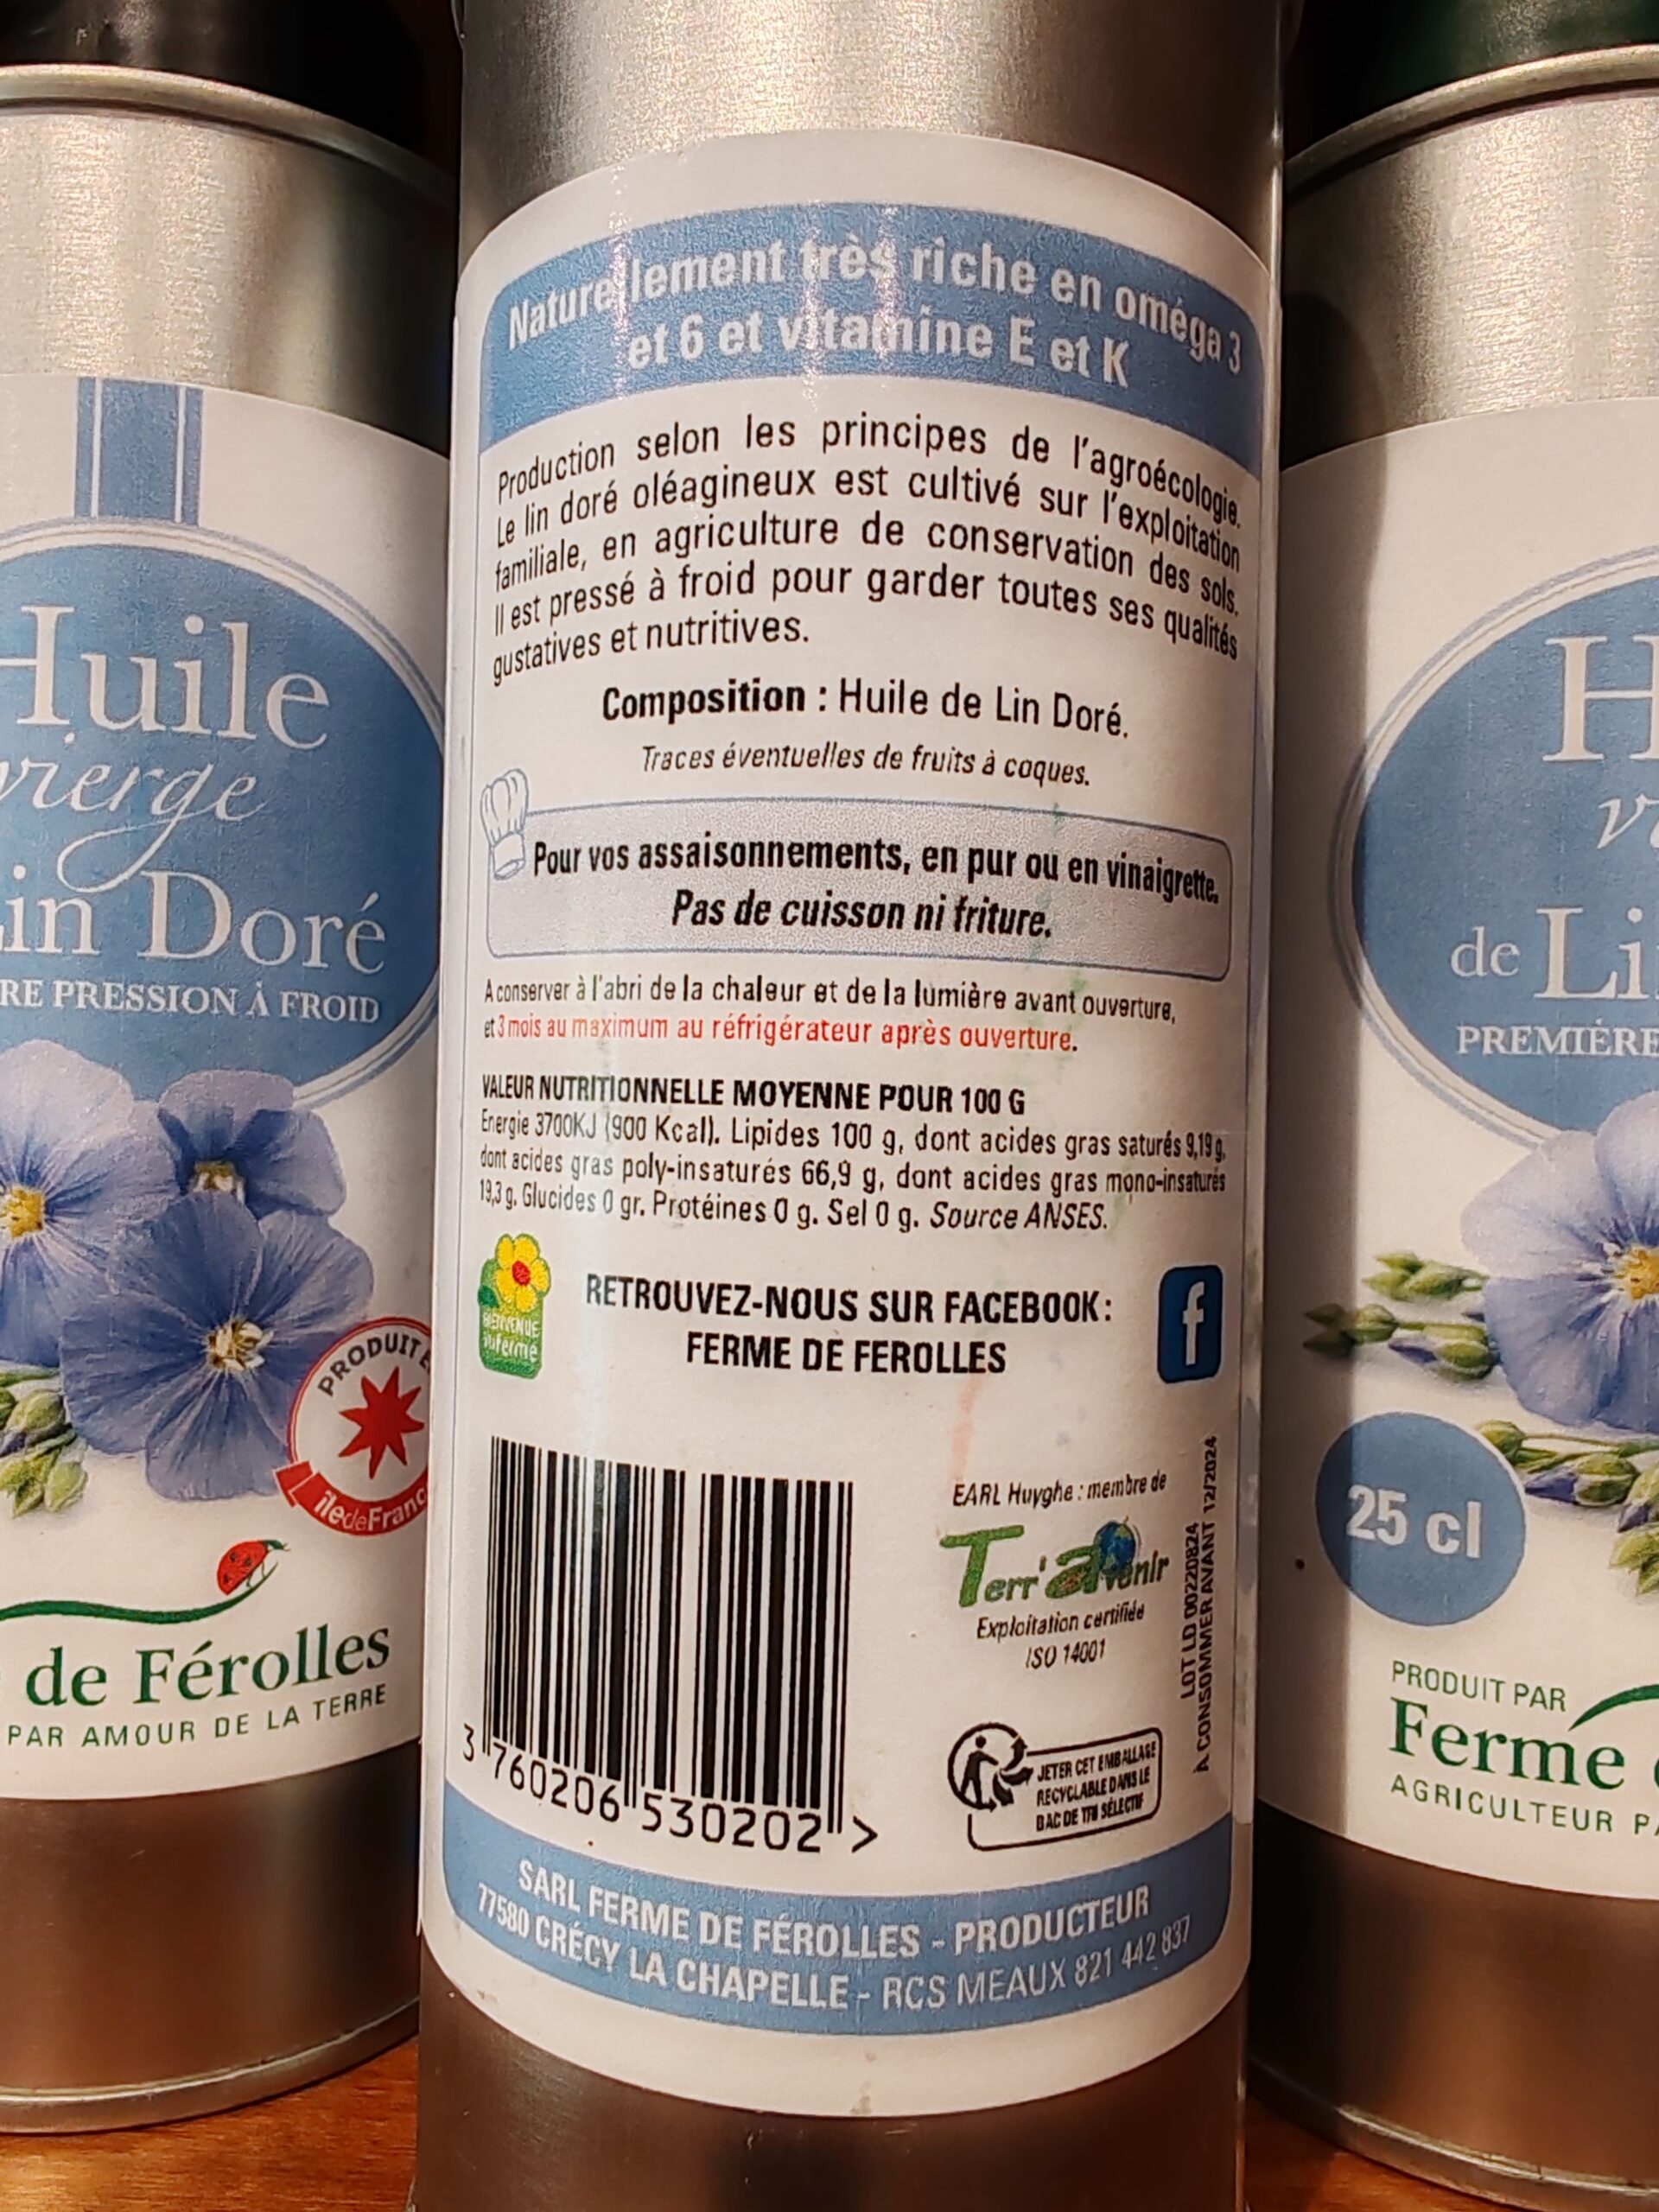 Naturellement très riche en oméga 3
et 6 et vitamine E et K
Production selon les principes de l'agroécologie.
Le lin doré oléagineux est cultivé sur l'exploitation
familiale, en agriculture de conservation des sols.
Il est pressé à froid pour garder toutes ses qualités
gustatives et nutritives.
Composition : Huile de Lin Doré.
Traces éventuelles de fruits à coques.
Pour vos assaisonnements, en pur ou en vinaigrette.
Pas de cuisson ni friture.
A conserver à l'abri de la chaleur et de la lumière avant ouverture,
et 3 mois au maximum au réfrigérateur après ouverture.
VALEUR NUTRITIONNELLE MOYENNE POUR 100 G
Energie 3700KJ (900 Kcal). Lipides 100 g, dont acides gras saturés 9,19 g,
dont acides gras poly-insaturés 66,9 g, dont acides gras mono-insaturés
19,3 g. Glucides 0 gr. Protéines 0 g. Sel 0 g. Source ANSES.
BIENVENUE
à la ferme
RETROUVEZ-NOUS SUR FACEBOOK :
FERME DE FEROLLES
f
EARL Huyghe : membre de
Terr'avenir
Exploitation certifiée
ISO 14001
LOT LD 00220824
A CONSOMMER AVANT 12/2024
JETER CET EMBALLAGE
RECYCLABLE DANS LE
BAC DE TRI SÉLECTIF
3 760206 530202 >
SARL FERME DE FÉROLLES - PRODUCTEUR
77580 CRÉCY LA CHAPELLE - RCS MEAUX 821 442 837
Huile
vierge
Lin Doré
RE PRESSION À FROID
PRODUIT
îledeFranc
de Férolles
PAR AMOUR DE LA TERRE
H
v
de Li
PREMIÈRE
25 cl
PRODUIT PAR
Ferme
AGRICULTEUR PA